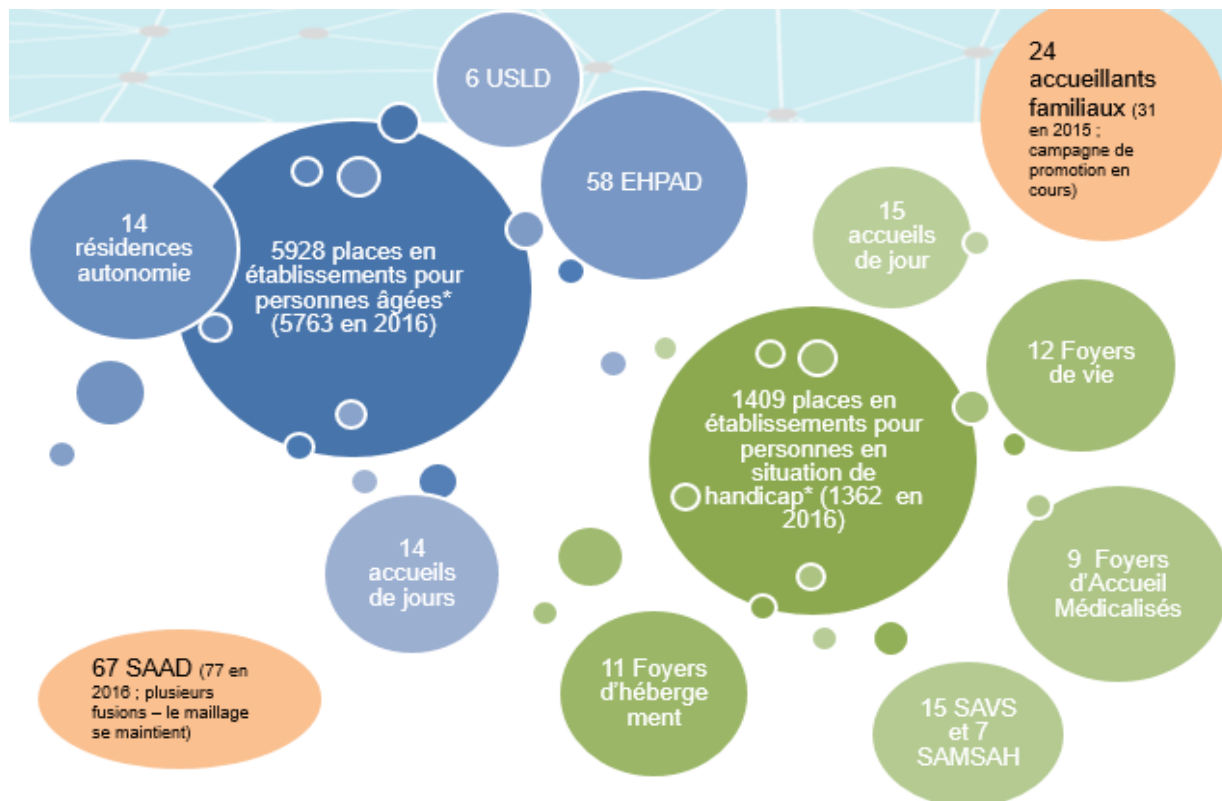 6 USLD
24
accueillants
familiaux (31
en 2015 ;
campagne de
promotion en
cours)
58 EHPAD
14
résidences
autonomie
5928 places en
établissements pour
personnes âgées*
(5763 en 2016)
15
accueils
de jour
12 Foyers
de vie
1409 places en
établissements pour
personnes en
situation de
handicap* (1362 en
2016)
14
accueils
de jours
9 Foyers
d'Accueil
Médicalisés
67 SAAD (77 en
2016 ; plusieurs
fusions – le maillage
se maintient)
11 Foyers
d'héberge
ment
15 SAVS
et 7
SAMSAH